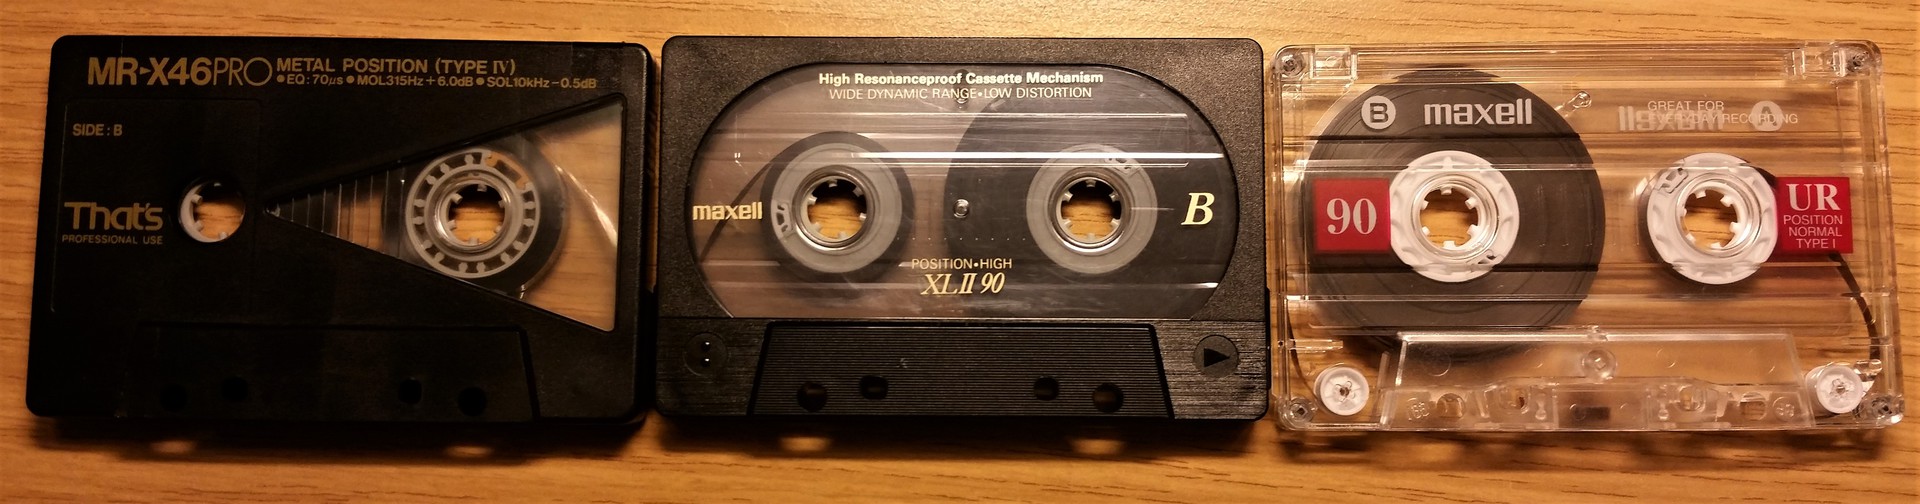 MR-X46PRO METAL POSITION (TYPE IV)
•EQ:70µs•MOL315Hz+6.0dB•SOL10kHz-0.5dB
SIDE:B
That's
PROFESSIONAL USE
High Resonanceproof Cassette Mechanism
WIDE DYNAMIC RANGE•LOW DISTORTION
maxell
B
POSITION•HIGH
XLII 90
B maxell
GREAT FOR
EVERYDAY RECORDING
A
maxell
90
UR
POSITION
NORMAL
TYPE I